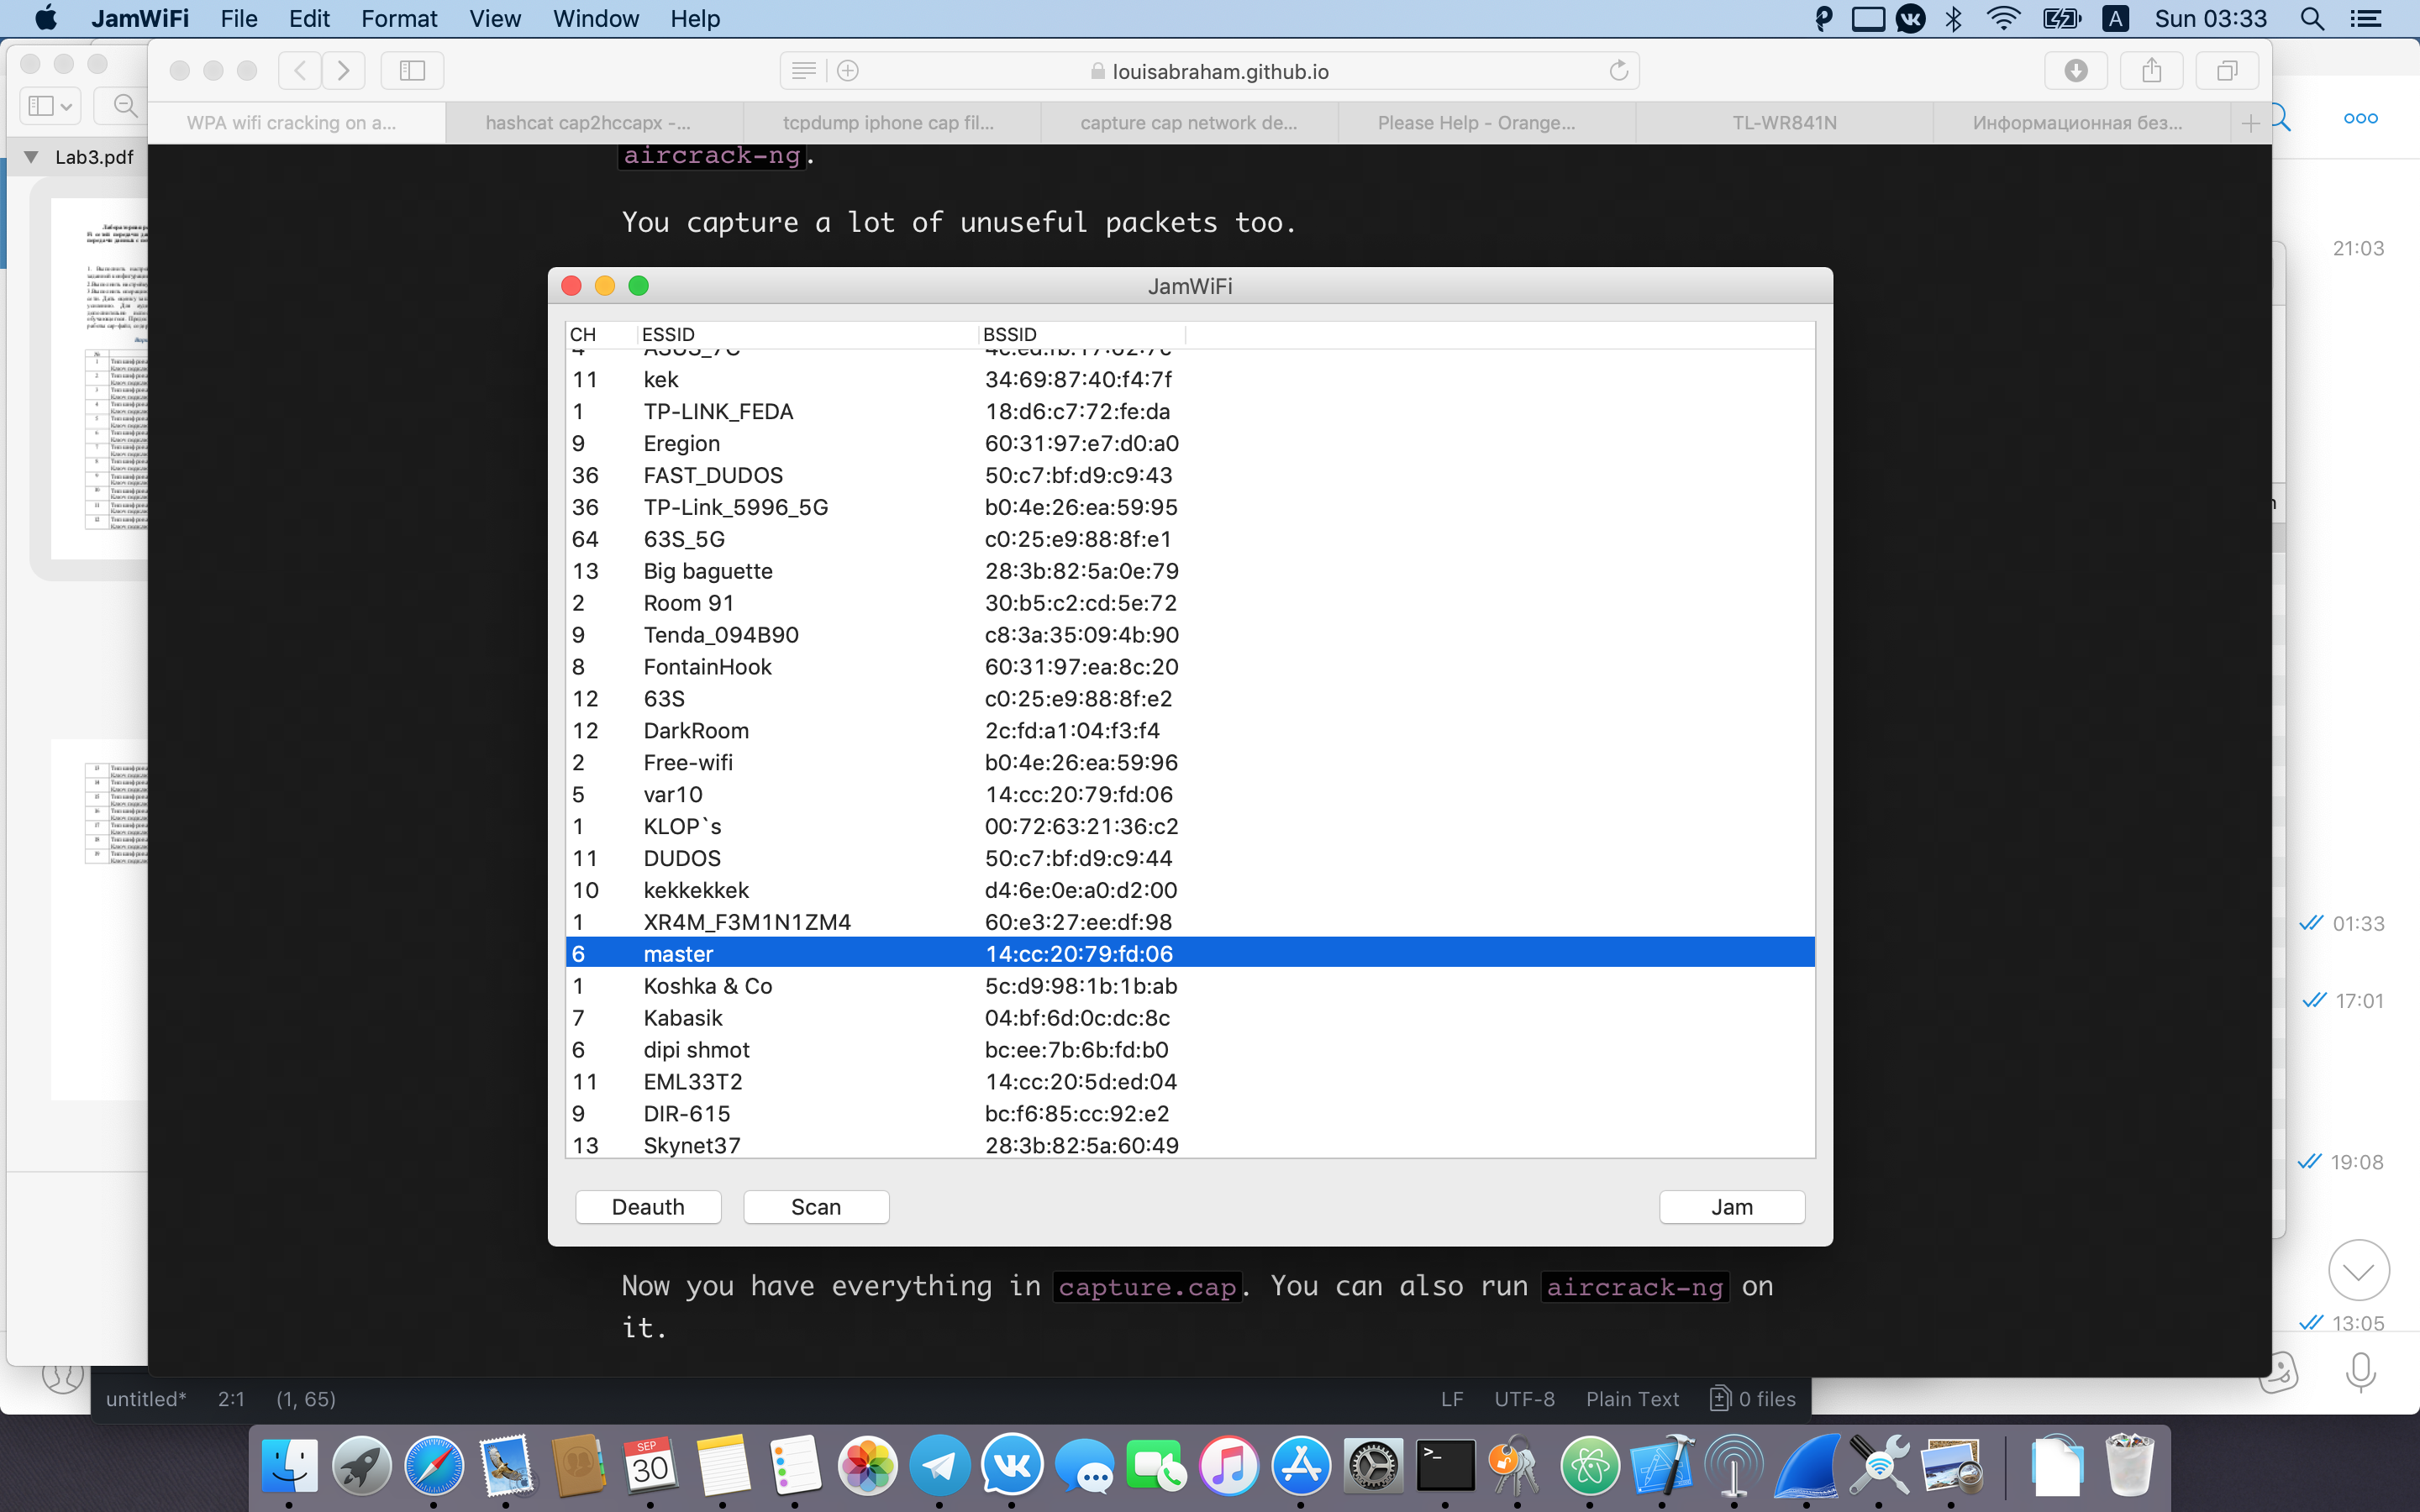 JamWiFi File Edit Format View Window Help
A Sun 03:33
louisabraham.github.io
WPA wifi cracking on a...
hashcat cap2hccapx -...
tcpdump iphone cap fil...
capture cap network de...
Please Help - Orange...
TL-WR841N
Информационная без...
Lab3.pdf
aircrack-ng.
You capture a lot of unuseful packets too.
JamWiFi
CH ESSID BSSID
4 ASUS_7C 4c:ed:fb:17:62:7c
11 kek 34:69:87:40:f4:7f
1 TP-LINK_FEDA 18:d6:c7:72:fe:da
9 Eregion 60:31:97:e7:d0:a0
36 FAST_DUDOS 50:c7:bf:d9:c9:43
36 TP-Link_5996_5G b0:4e:26:ea:59:95
64 63S_5G c0:25:e9:88:8f:e1
13 Big baguette 28:3b:82:5a:0e:79
2 Room 91 30:b5:c2:cd:5e:72
9 Tenda_094B90 c8:3a:35:09:4b:90
8 FontainHook 60:31:97:ea:8c:20
12 63S c0:25:e9:88:8f:e2
12 DarkRoom 2c:fd:a1:04:f3:f4
2 Free-wifi b0:4e:26:ea:59:96
5 var10 14:cc:20:79:fd:06
1 KLOP`s 00:72:63:21:36:c2
11 DUDOS 50:c7:bf:d9:c9:44
10 kekkekkek d4:6e:0e:a0:d2:00
1 XR4M_F3M1N1ZM4 60:e3:27:ee:df:98
6 master 14:cc:20:79:fd:06
1 Koshka & Co 5c:d9:98:1b:1b:ab
7 Kabasik 04:bf:6d:0c:dc:8c
6 dipi shmot bc:ee:7b:6b:fd:b0
11 EML33T2 14:cc:20:5d:ed:04
9 DIR-615 bc:f6:85:cc:92:e2
13 Skynet37 28:3b:82:5a:60:49
Deauth Scan Jam
Now you have everything in capture.cap. You can also run aircrack-ng on
it.
21:03
01:33
17:01
19:08
13:05
untitled* 2:1 (1, 65) LF UTF-8 Plain Text 0 files
SEP
30